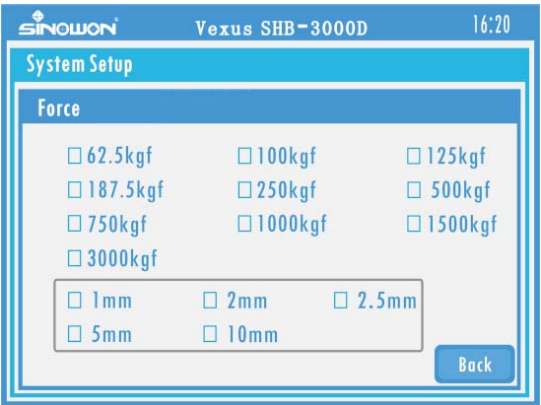 SINOWON Vexus SHB-3000D 16:20
System Setup
Force
62.5kgf 100kgf 125kgf
187.5kgf 250kgf 500kgf
750kgf 1000kgf 1500kgf
3000kgf
1mm 2mm 2.5mm
5mm 10mm
Back